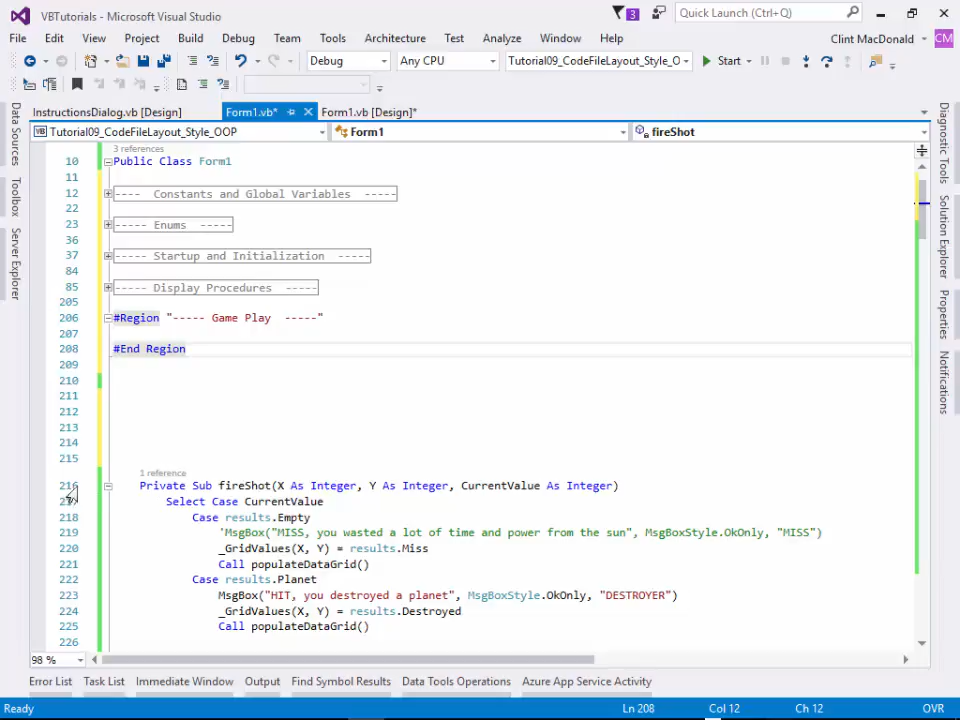 VBTutorials - Microsoft Visual Studio
3
Quick Launch (Ctrl+Q)
File Edit View Project Build Debug Team Tools Architecture Test Analyze Window Help
Clint MacDonald CM
Debug Any CPU Tutorial09_CodeFileLayout_Style_O Start
InstructionsDialog.vb [Design] Form1.vb* Form1.vb [Design]*
VB Tutorial09_CodeFileLayout_Style_OOP Form1 fireShot
Data Sources
Toolbox
Server Explorer
3 references
10 Public Class Form1
11
12 ---- Constants and Global Variables -----
22
23 ----- Enums -----
36
37 ----- Startup and Initialization -----
84
85 ----- Display Procedures -----
205
206 #Region "----- Game Play -----"
207
208 #End Region
209
210
211
212
213
214
215
1 reference
216 Private Sub fireShot(X As Integer, Y As Integer, CurrentValue As Integer)
Select Case CurrentValue
218 Case results.Empty
219 'MsgBox("MISS, you wasted a lot of time and power from the sun", MsgBoxStyle.OkOnly, "MISS")
220 _GridValues(X, Y) = results.Miss
221 Call populateDataGrid()
222 Case results.Planet
223 MsgBox("HIT, you destroyed a planet", MsgBoxStyle.OkOnly, "DESTROYER")
224 _GridValues(X, Y) = results.Destroyed
225 Call populateDataGrid()
226
Diagnostic Tools
Solution Explorer
Properties
Notifications
98 %
Error List Task List Immediate Window Output Find Symbol Results Data Tools Operations Azure App Service Activity
Ready Ln 208 Col 12 Ch 12 OVR